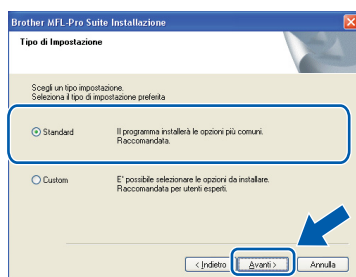 Brother MFL-Pro Suite Installazione
Tipo di Impostazione
Scegli un tipo impostazione.
Seleziona il tipo di impostazione preferita
Standard
Il programma installerà le opzioni più comuni.
Raccomandata.
Custom
E' possibile selezionare le opzioni da installare.
Raccomandata per utenti esperti.
< Indietro
Avanti >
Annulla